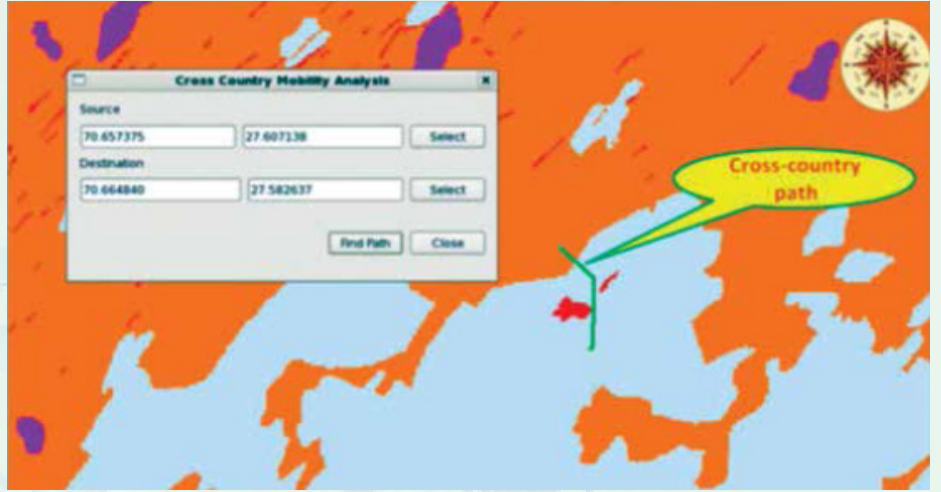 Cross Country Mobility Analysis
Source
70.657375 27.607138 Select
Destination
70.664840 27.582637 Select
Find Path Close
Cross-country
path